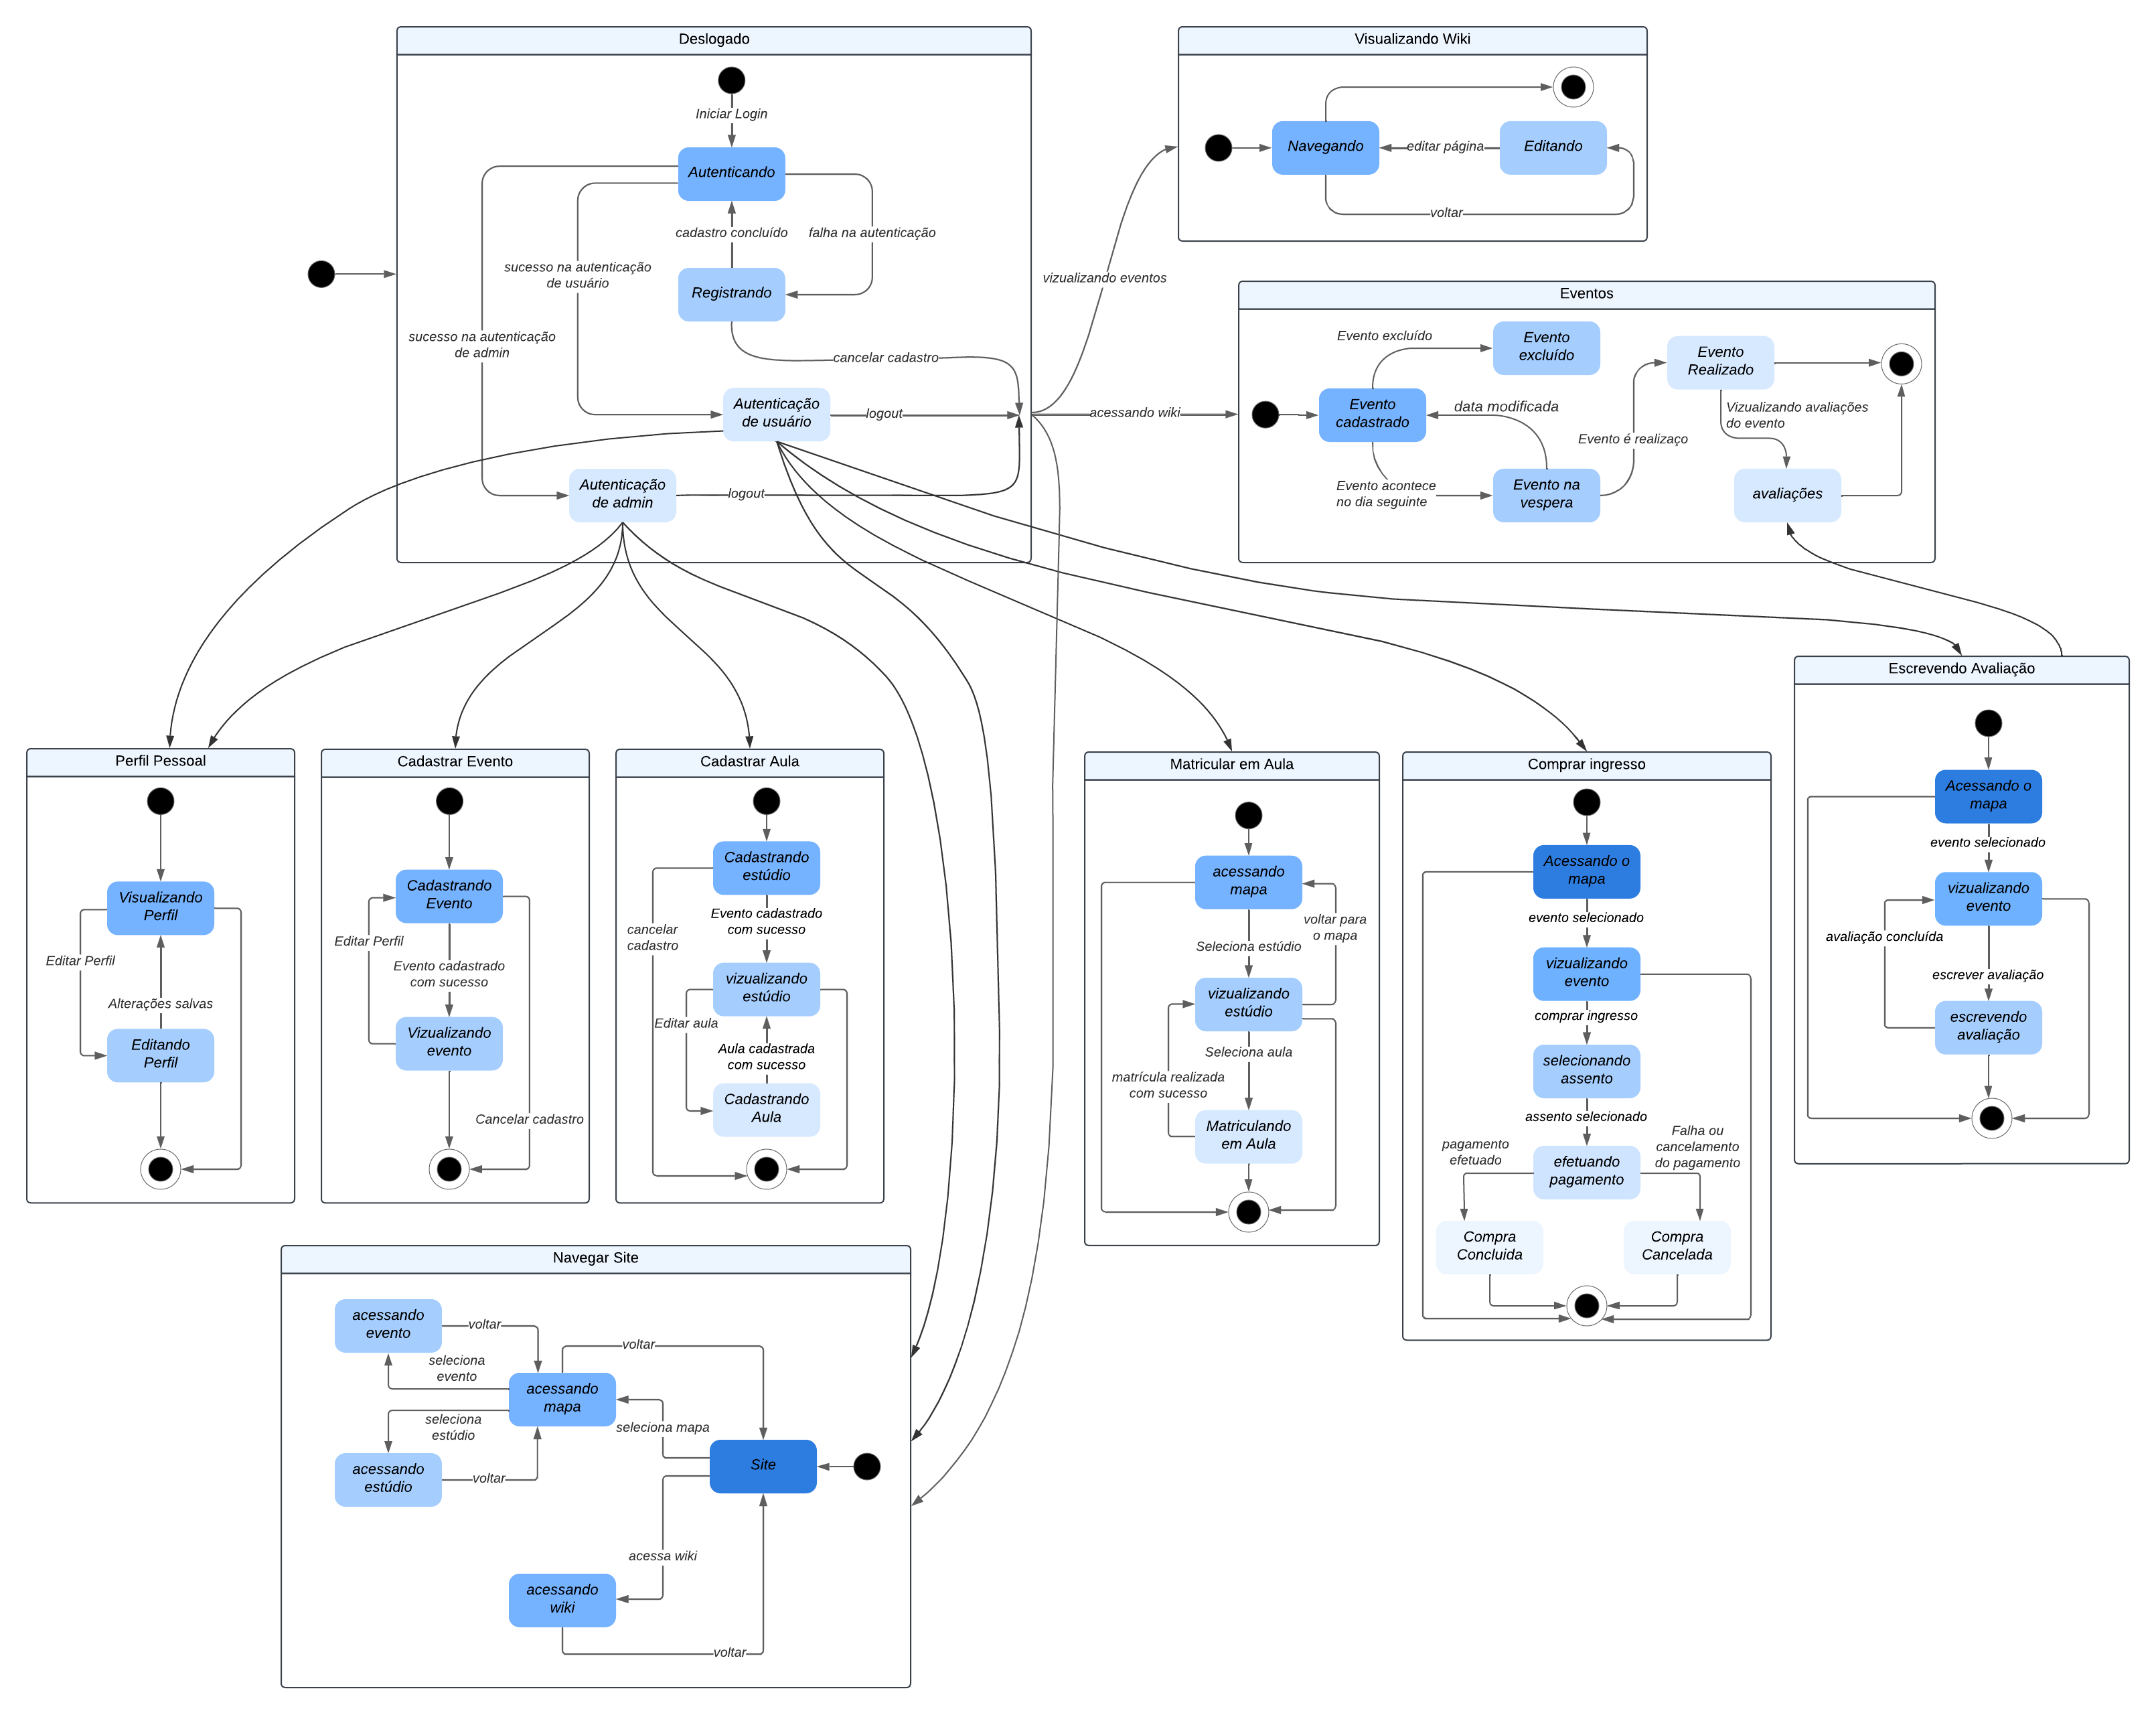 Deslogado
Iniciar Login
Autenticando
cadastro concluído
falha na autenticação
sucesso na autenticação
de usuário
Registrando
sucesso na autenticação
de admin
cancelar cadastro
Autenticação
de usuário
logout
Autenticação
de admin
logout
vizualizando eventos
acessando wiki
Visualizando Wiki
Navegando
editar página
Editando
voltar
Eventos
Evento excluído
Evento
excluído
Evento
Realizado
Evento
cadastrado
data modificada
Vizualizando avaliações
do evento
Evento é realizaço
Evento acontece
no dia seguinte
Evento na
vespera
avaliações
Perfil Pessoal
Visualizando
Perfil
Editar Perfil
Alterações salvas
Editando
Perfil
Cadastrar Evento
Cadastrando
Evento
Editar Perfil
Evento cadastrado
com sucesso
Vizualizando
evento
Cancelar cadastro
Cadastrar Aula
Cadastrando
estúdio
Evento cadastrado
com sucesso
cancelar
cadastro
vizualizando
estúdio
Editar aula
Aula cadastrada
com sucesso
Cadastrando
Aula
Matricular em Aula
acessando
mapa
voltar para
o mapa
Seleciona estúdio
vizualizando
estúdio
Seleciona aula
matrícula realizada
com sucesso
Matriculando
em Aula
Comprar ingresso
Acessando o
mapa
evento selecionado
vizualizando
evento
comprar ingresso
selecionando
assento
assento selecionado
pagamento
efetuado
Falha ou
cancelamento
do pagamento
efetuando
pagamento
Compra
Concluida
Compra
Cancelada
Escrevendo Avaliação
Acessando o
mapa
evento selecionado
vizualizando
evento
avaliação concluída
escrever avaliação
escrevendo
avaliação
Navegar Site
acessando
evento
voltar
voltar
seleciona
evento
acessando
mapa
seleciona
estúdio
seleciona mapa
acessando
estúdio
voltar
Site
acessa wiki
acessando
wiki
voltar